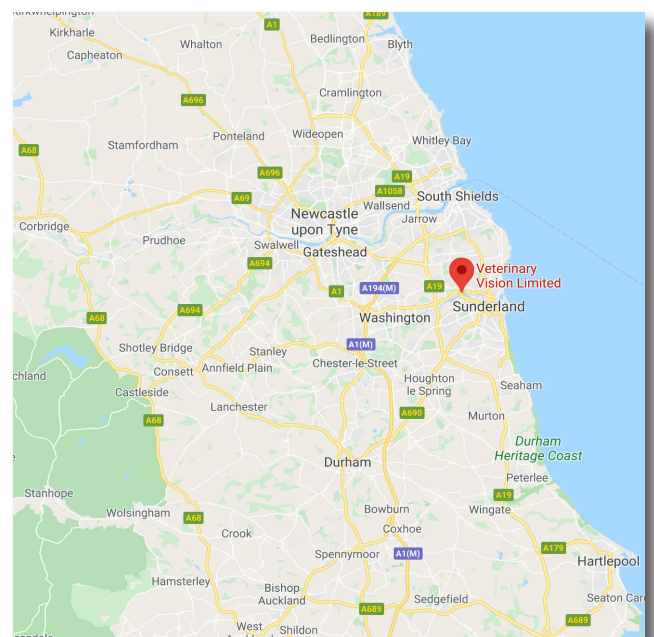 Kirkwhelpington
A189
A1
Kirkharle
Whalton
Bedlington
Blyth
Capheaton
Cramlington
A696
Ponteland
Wideopen
Whitley Bay
A68
Stamfordham
A696
A19
A1058
A69
South Shields
Wallsend
Newcastle
upon Tyne
Jarrow
Corbridge
Prudhoe
Swalwell
Gateshead
A694
Veterinary
Vision Limited
A19
A194(M)
A1
Sunderland
A694
A68
Washington
A1(M)
Shotley Bridge
Stanley
Chester-le-Street
Consett
Annfield Plain
chland
Houghton
le Spring
Seaham
Castleside
Lanchester
A690
Murton
A68
Durham
Heritage Coast
Durham
Peterlee
Stanhope
A19
Wolsingham
Bowburn
Wingate
A68
Coxhoe
Crook
A179
Spennymoor
A1(M)
Hartlepool
Hamsterley
Bishop
Auckland
Sedgefield
Seaton Car
A689
A689
West
Shildon